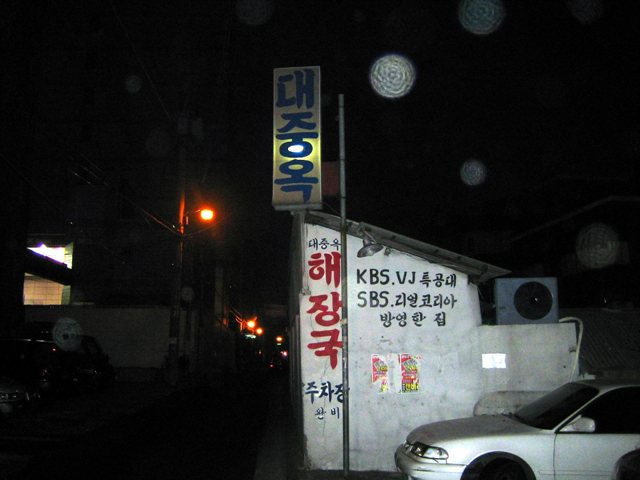 대중옥
대중옥
해장국
주차장
완비
KBS.VJ 특공대
SBS.리얼코리아
방영한 집